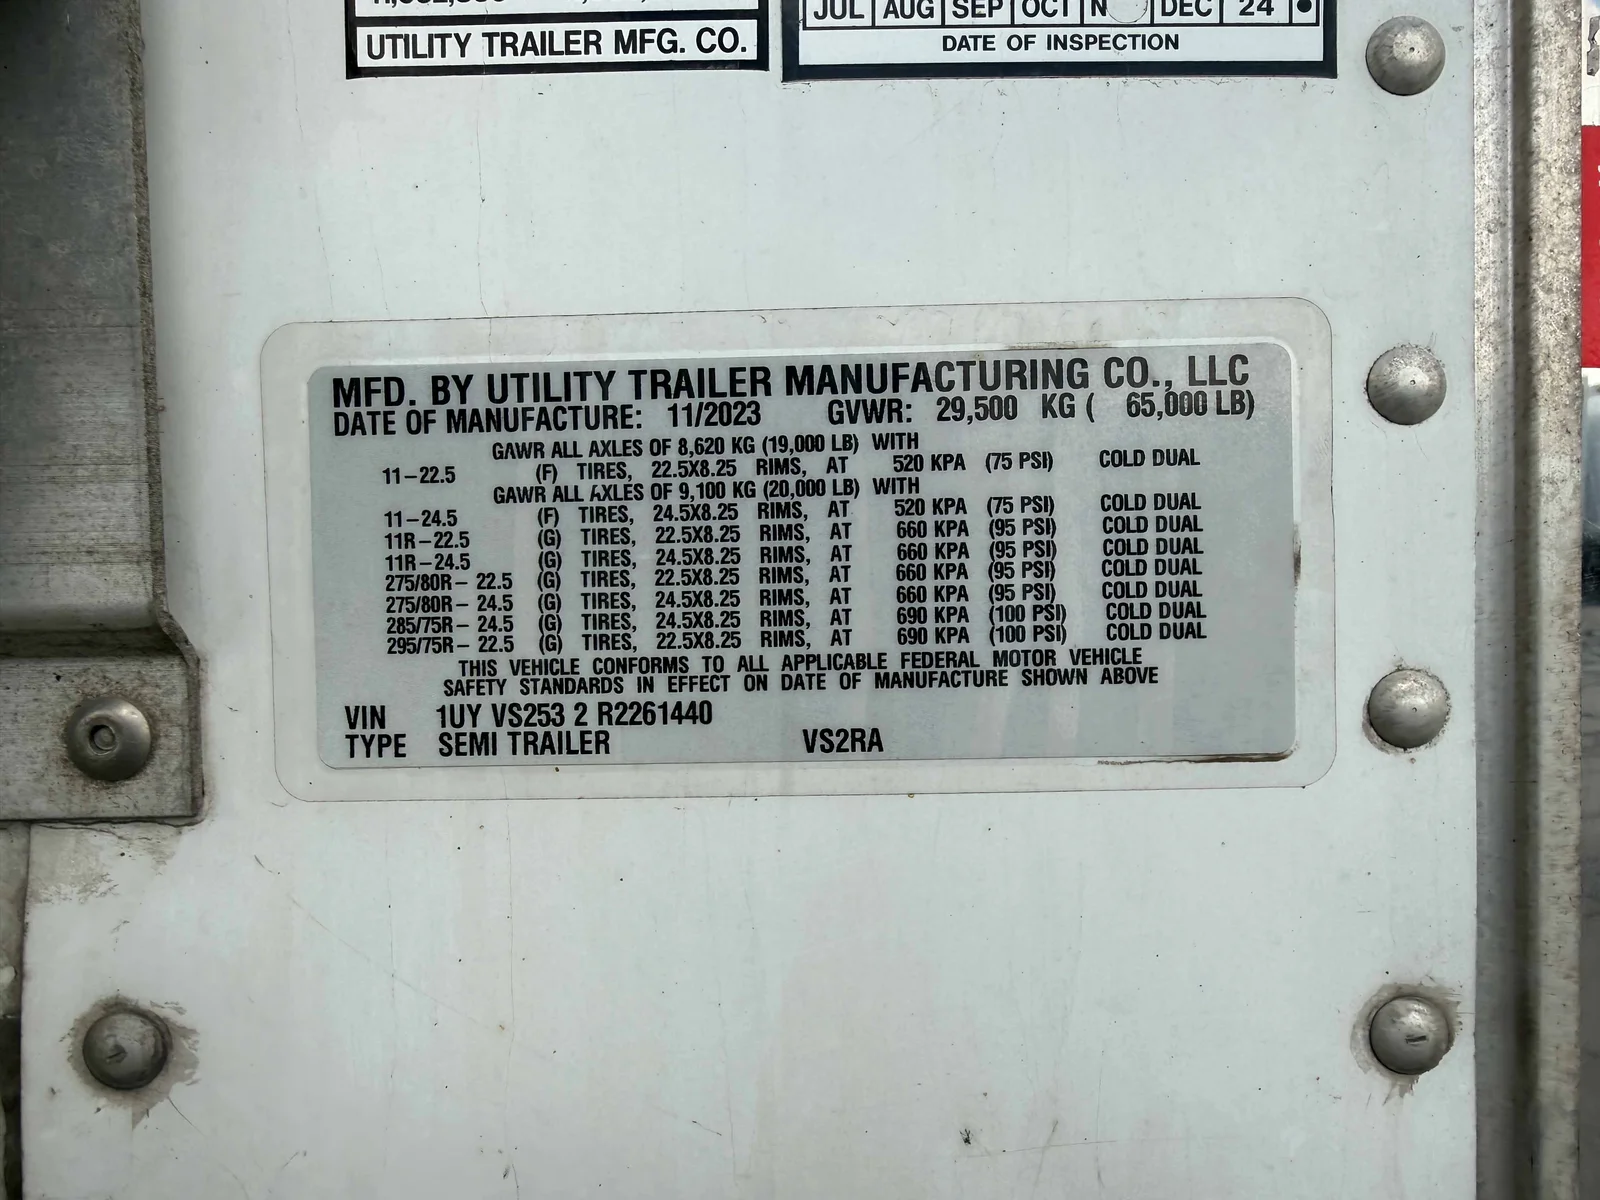 UTILITY TRAILER MFG. CO.
JUL AUG SEP OCT N DEC 24
DATE OF INSPECTION
MFD. BY UTILITY TRAILER MANUFACTURING CO., LLC
DATE OF MANUFACTURE: 11/2023 GVWR: 29,500 KG ( 65,000 LB)
GAWR ALL AXLES OF 8,620 KG (19,000 LB) WITH
11-22.5 (F) TIRES, 22.5X8.25 RIMS, AT 520 KPA (75 PSI) COLD DUAL
GAWR ALL AXLES OF 9,100 KG (20,000 LB) WITH
11-24.5 (F) TIRES, 24.5X8.25 RIMS, AT 520 KPA (75 PSI) COLD DUAL
11R-22.5 (G) TIRES, 22.5X8.25 RIMS, AT 660 KPA (95 PSI) COLD DUAL
11R-24.5 (G) TIRES, 24.5X8.25 RIMS, AT 660 KPA (95 PSI) COLD DUAL
275/80R- 22.5 (G) TIRES, 22.5X8.25 RIMS, AT 660 KPA (95 PSI) COLD DUAL
275/80R- 24.5 (G) TIRES, 24.5X8.25 RIMS, AT 660 KPA (95 PSI) COLD DUAL
285/75R- 24.5 (G) TIRES, 24.5X8.25 RIMS, AT 690 KPA (100 PSI) COLD DUAL
295/75R- 22.5 (G) TIRES, 22.5X8.25 RIMS, AT 690 KPA (100 PSI) COLD DUAL
THIS VEHICLE CONFORMS TO ALL APPLICABLE FEDERAL MOTOR VEHICLE
SAFETY STANDARDS IN EFFECT ON DATE OF MANUFACTURE SHOWN ABOVE
VIN 1UY VS253 2 R2261440
TYPE SEMI TRAILER VS2RA